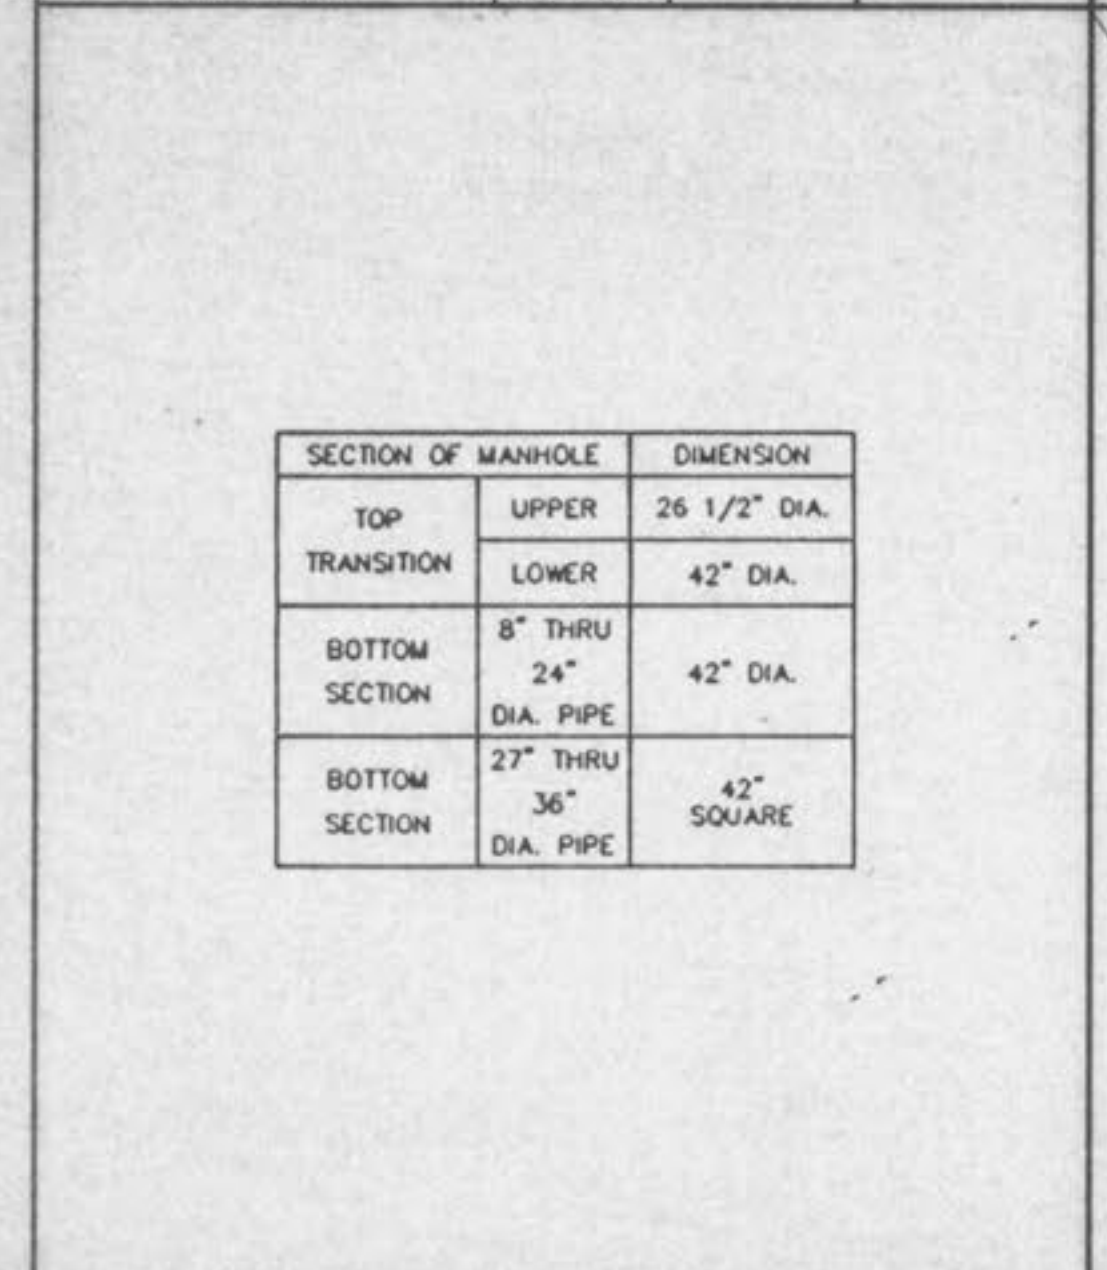 SECTION OF MANHOLE DIMENSION
TOP TRANSITION
UPPER 26 1/2" DIA.
LOWER 42" DIA.
BOTTOM SECTION
8" THRU
24"
DIA. PIPE
42" DIA.
BOTTOM SECTION
27" THRU
36"
DIA. PIPE
42"
SQUARE